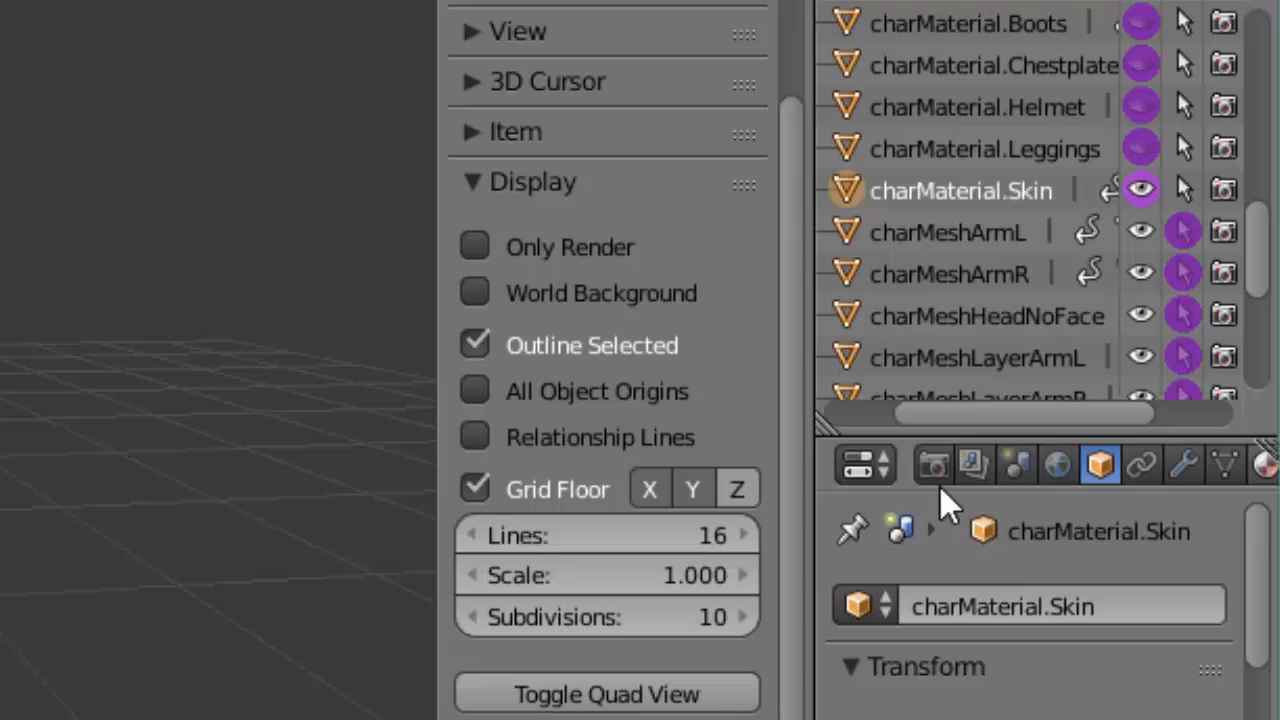 View
3D Cursor
Item
Display
Only Render
World Background
Outline Selected
All Object Origins
Relationship Lines
Grid Floor X Y Z
Lines: 16
Scale: 1.000
Subdivisions: 10
Toggle Quad View
charMaterial.Boots
charMaterial.Chestplate
charMaterial.Helmet
charMaterial.Leggings
charMaterial.Skin
charMeshArmL
charMeshArmR
charMeshHeadNoFace
charMeshLayerArmL
charMeshLayerArmR
charMaterial.Skin
charMaterial.Skin
Transform